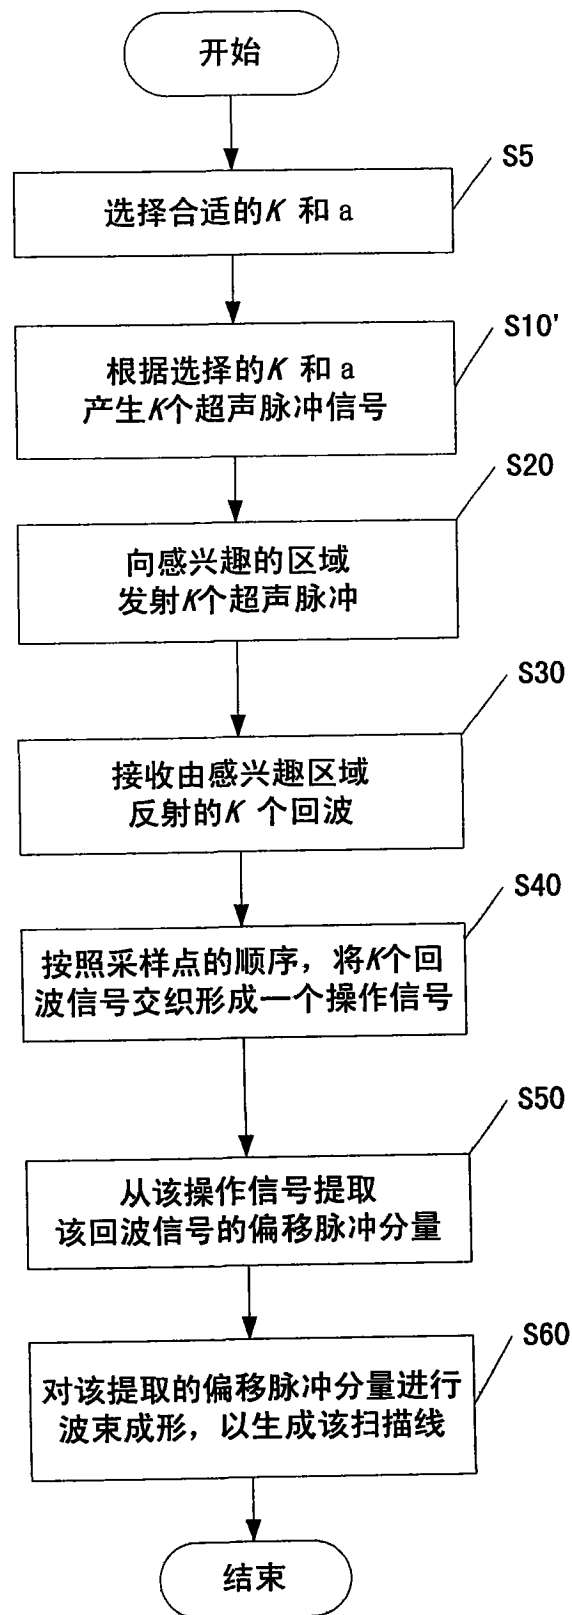 开始
S5
选择合适的K 和 a
S10'
根据选择的K 和 a
产生K个超声脉冲信号
S20
向感兴趣的区域
发射K个超声脉冲
S30
接收由感兴趣区域
反射的K 个回波
S40
按照采样点的顺序，将K个回
波信号交织形成一个操作信号
S50
从该操作信号提取
该回波信号的偏移脉冲分量
S60
对该提取的偏移脉冲分量进行
波束成形，以生成该扫描线
结束